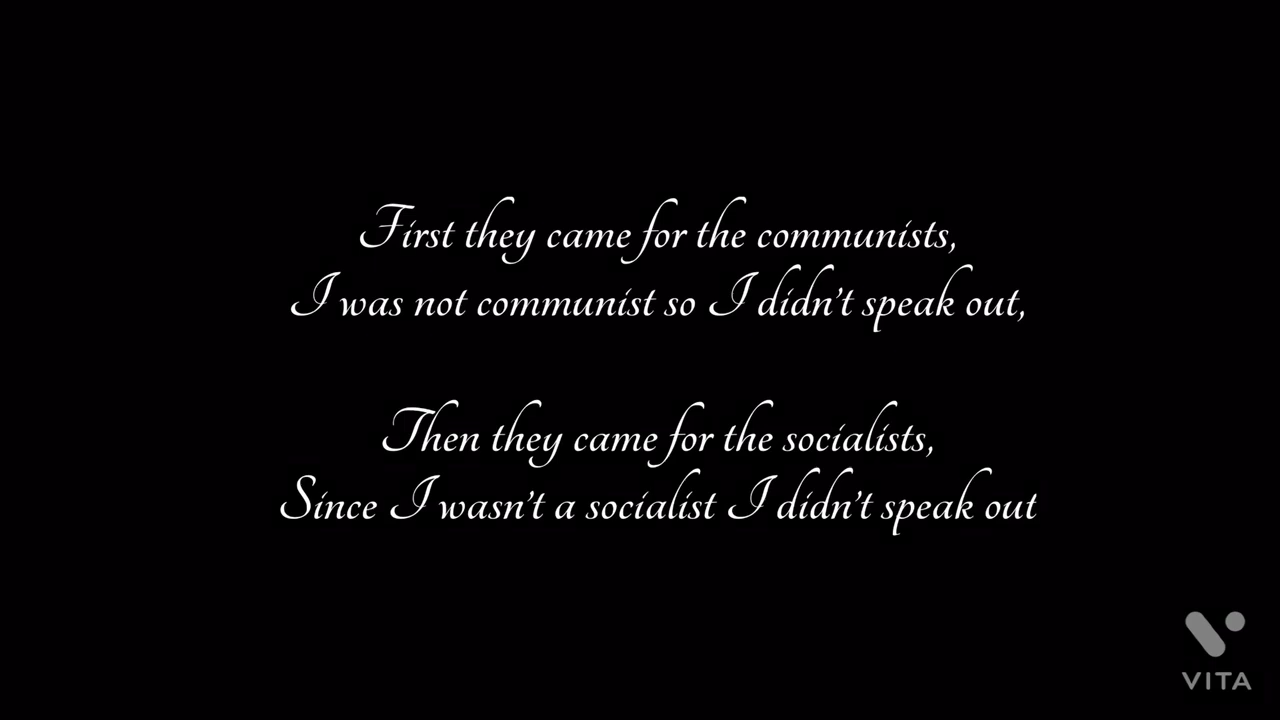 First they came for the communists,
I was not communist so I didn't speak out,
Then they came for the socialists,
Since I wasn't a socialist I didn't speak out
VITA